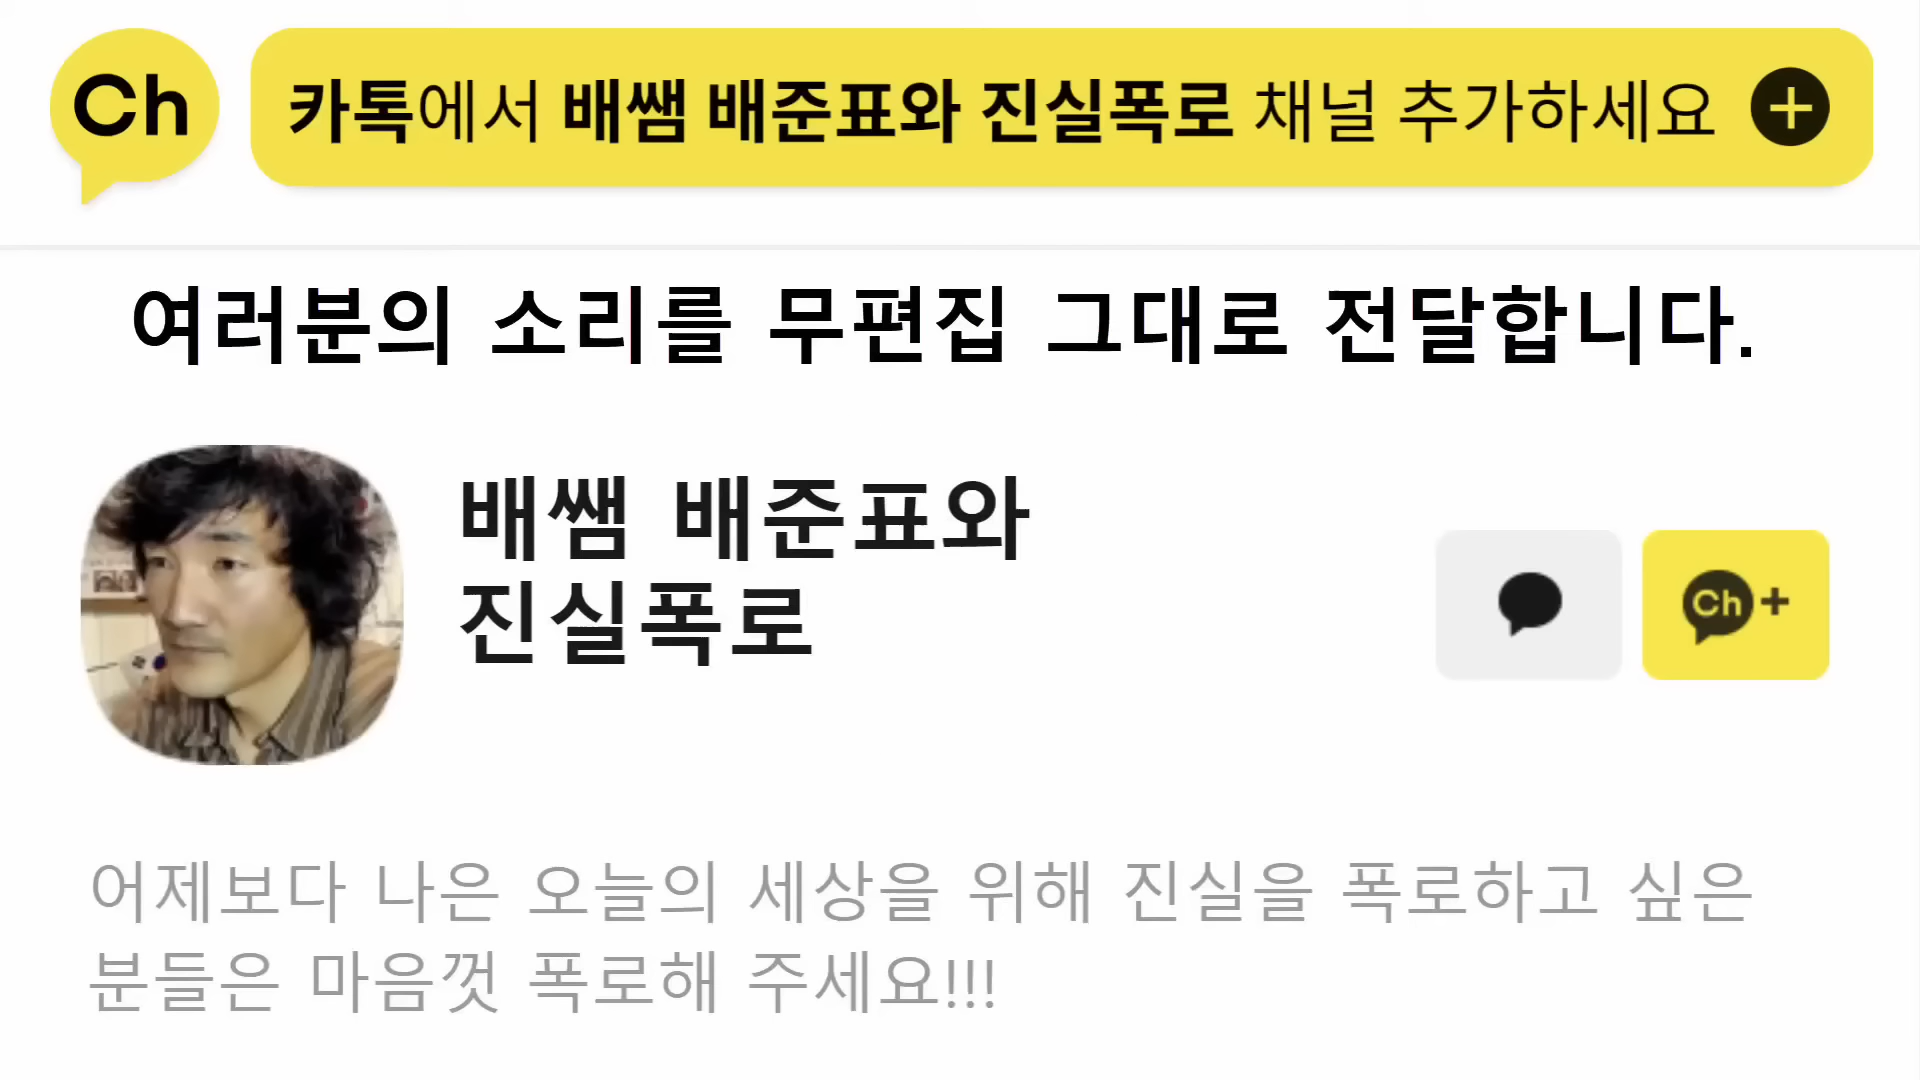 Ch
카톡에서 배쌤 배준표와 진실폭로 채널 추가하세요
여러분의 소리를 무편집 그대로 전달합니다.
배쌤 배준표와
진실폭로
Ch+
어제보다 나은 오늘의 세상을 위해 진실을 폭로하고 싶은
분들은 마음껏 폭로해 주세요!!!